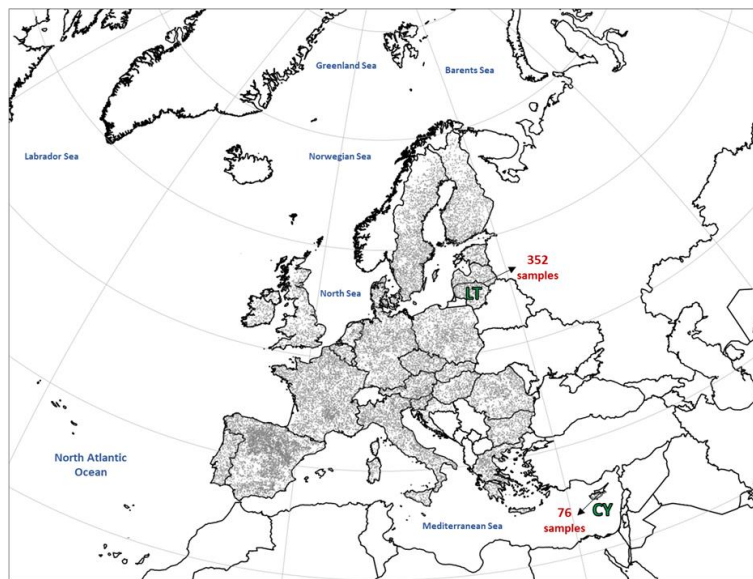 Greenland Sea
Barents Sea
Labrador Sea
Norwegian Sea
352
samples
North Sea
LT
North Atlantic
Ocean
76
samples
CY
Mediterranean Sea